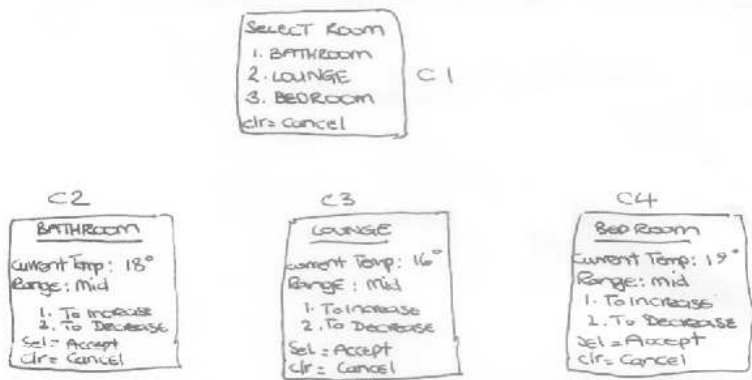 SELECT ROOM
1. BATHROOM
2. LOUNGE
3. BEDROOM
clr = Cancel
C1
C2
BATHROOM
Current Temp: 18°
Range: mid
1. To Increase
2. To Decrease
Sel = Accept
Clr = Cancel
C3
LOUNGE
Current Temp: 16°
Range: mid
1. To Increase
2. To Decrease
Sel = Accept
clr = Cancel
C4
BEDROOM
Current Temp: 19°
Range: mid
1. To Increase
2. To Decrease
Sel = Accept
Clr = Cancel